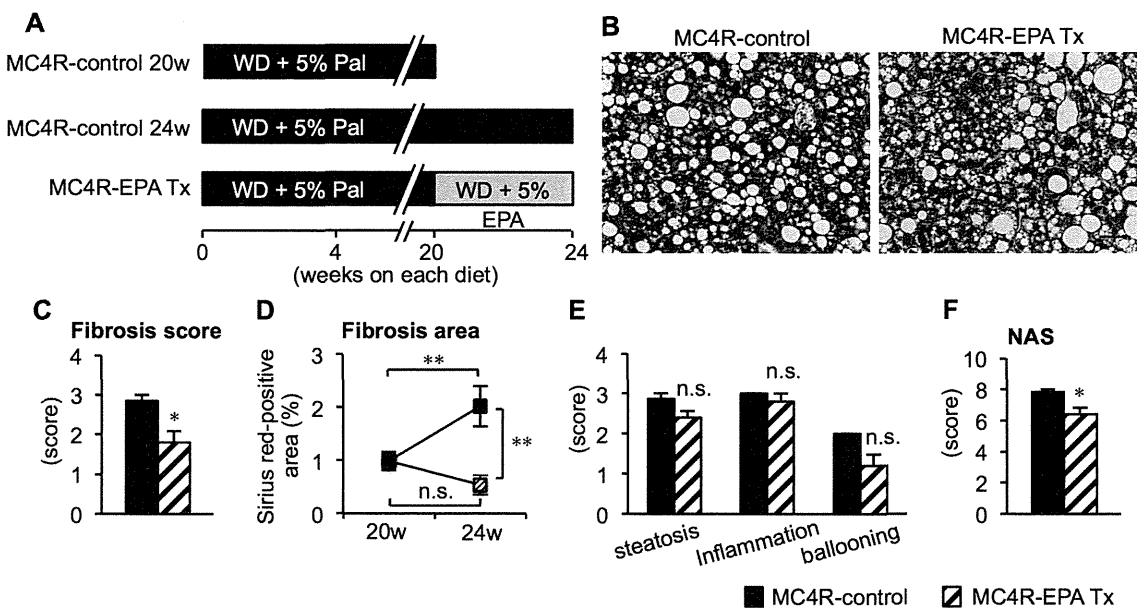 A
MC4R-control 20w
WD + 5% Pal
MC4R-control 24w
WD + 5% Pal
MC4R-EPA Tx
WD + 5% Pal
WD + 5%
EPA
0
4
20
24
(weeks on each diet)
B
MC4R-control
MC4R-EPA Tx
C
Fibrosis score
(score)
4
3
2
1
0
*
D
Fibrosis area
Sirius red-positive
area (%)
3
2
1
0
**
**
n.s.
20w
24w
E
(score)
4
3
2
1
0
n.s.
n.s.
n.s.
steatosis
Inflammation
ballooning
F
NAS
(score)
10
8
6
4
2
0
*
MC4R-control
MC4R-EPA Tx